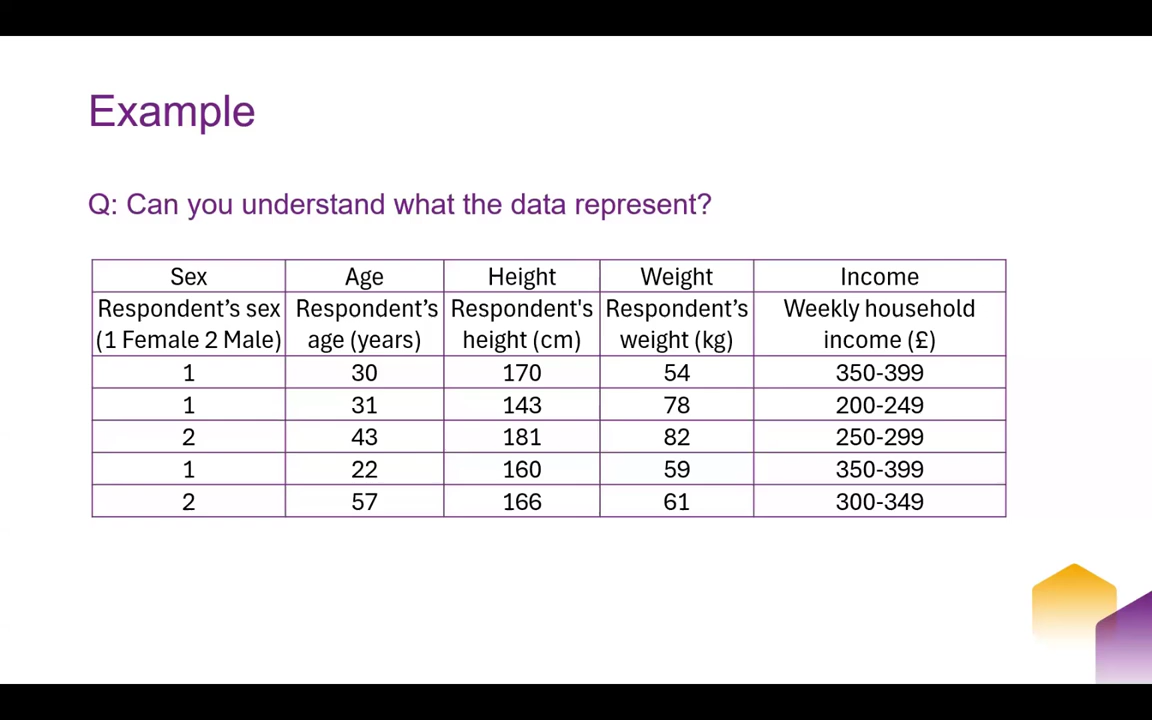 Example
Q: Can you understand what the data represent?
Sex Age Height Weight Income
Respondent’s sex (1 Female 2 Male) Respondent’s age (years) Respondent's height (cm) Respondent’s weight (kg) Weekly household income (£)
1 30 170 54 350-399
1 31 143 78 200-249
2 43 181 82 250-299
1 22 160 59 350-399
2 57 166 61 300-349